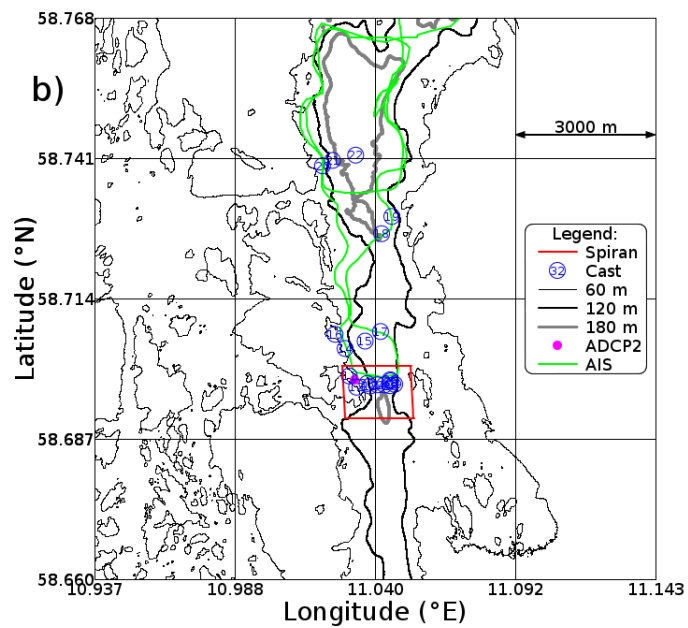 58.768
b)
3000 m
58.741
22
21
19
18
Legend:
Spiran
32 Cast
60 m
120 m
180 m
ADCP2
AIS
58.714
17
15
58.687
58.660
10.937 10.988 11.040 11.092 11.143
Latitude (°N)
Longitude (°E)